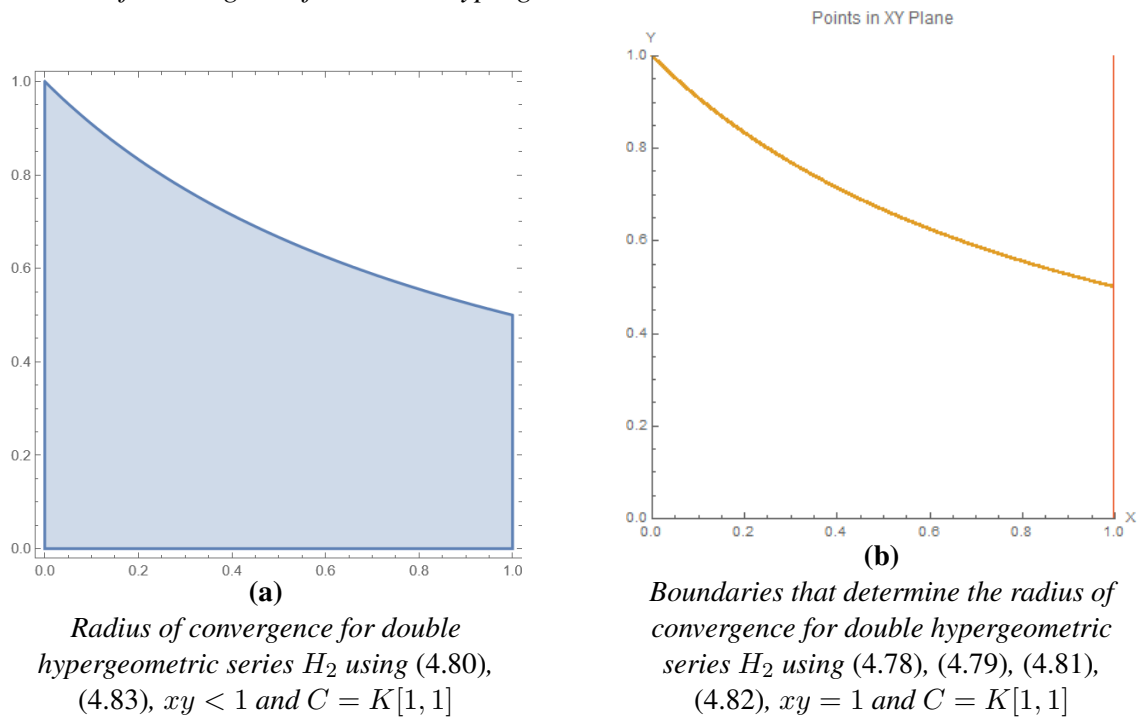 Points in XY Plane
Y
1.0
0.8
0.6
0.4
0.2
0.0
0.0 0.2 0.4 0.6 0.8 1.0
(a)
Radius of convergence for double
hypergeometric series H₂ using (4.80),
(4.83), xy < 1 and C = K[1, 1]
1.0
0.8
0.6
0.4
0.2
0.0
0.0 0.2 0.4 0.6 0.8 1.0
X
(b)
Boundaries that determine the radius of
convergence for double hypergeometric
series H₂ using (4.78), (4.79), (4.81),
(4.82), xy = 1 and C = K[1, 1]